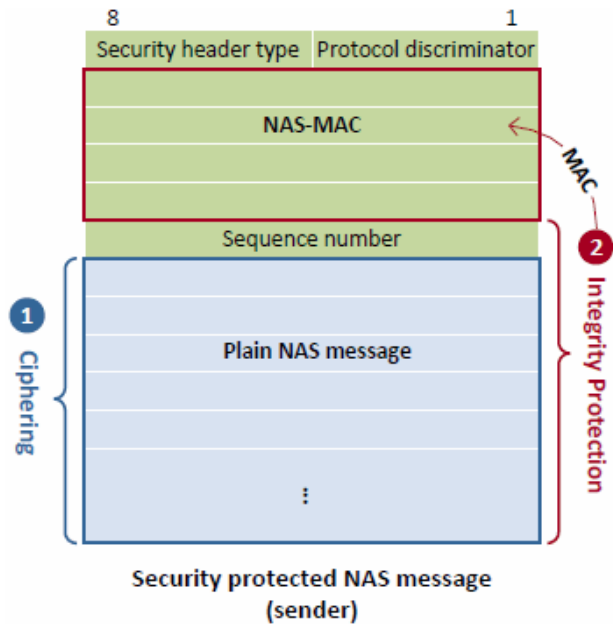 8 1
Security header type Protocol discriminator
NAS-MAC
MAC
Sequence number
2
Integrity Protection
1
Ciphering
Plain NAS message
⋮
Security protected NAS message
(sender)